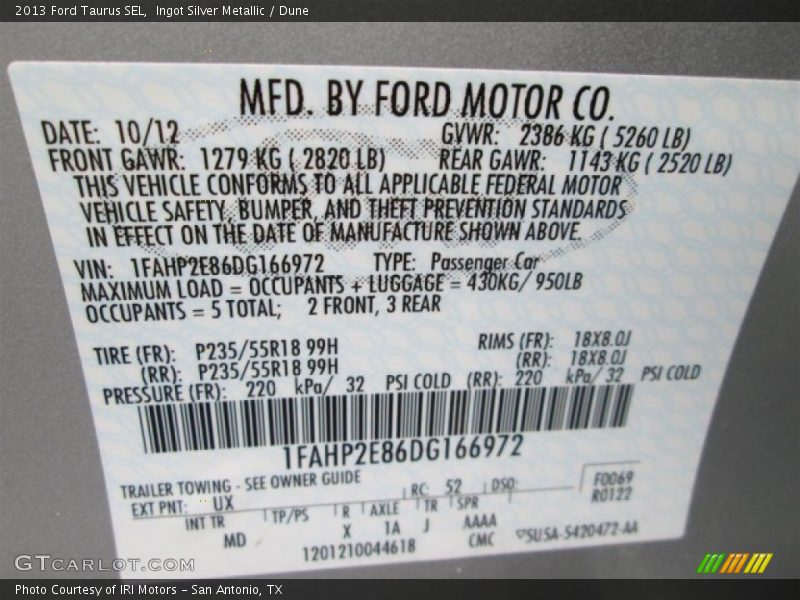 2013 Ford Taurus SEL, Ingot Silver Metallic / Dune
MFD. BY FORD MOTOR CO.
DATE: 10/12 GVWR: 2386 KG ( 5260 LB)
FRONT GAWR: 1279 KG ( 2820 LB) REAR GAWR: 1143 KG ( 2520 LB)
THIS VEHICLE CONFORMS TO ALL APPLICABLE FEDERAL MOTOR
VEHICLE SAFETY, BUMPER, AND THEFT PREVENTION STANDARDS
IN EFFECT ON THE DATE OF MANUFACTURE SHOWN ABOVE.
VIN: 1FAHP2E86DG166972 TYPE: Passenger Car
MAXIMUM LOAD = OCCUPANTS + LUGGAGE = 430KG/ 950LB
OCCUPANTS = 5 TOTAL; 2 FRONT, 3 REAR
TIRE (FR): P235/55R18 99H RIMS (FR): 18X8.0J
(RR): P235/55R18 99H (RR): 18X8.0J
PRESSURE (FR): 220 kPa/ 32 PSI COLD (RR): 220 kPa/ 32 PSI COLD
1FAHP2E86DG166972
TRAILER TOWING - SEE OWNER GUIDE
RC: 52 DSO: F0069
EXT PNT: UX R0122
INT TR TP/PS R AXLE TR SPR
MD X 1A J AAAA
1201210044618 CMC ▽5U5A-5420472-AA
GTCARLOT.COM
Photo Courtesy of IRI Motors – San Antonio, TX